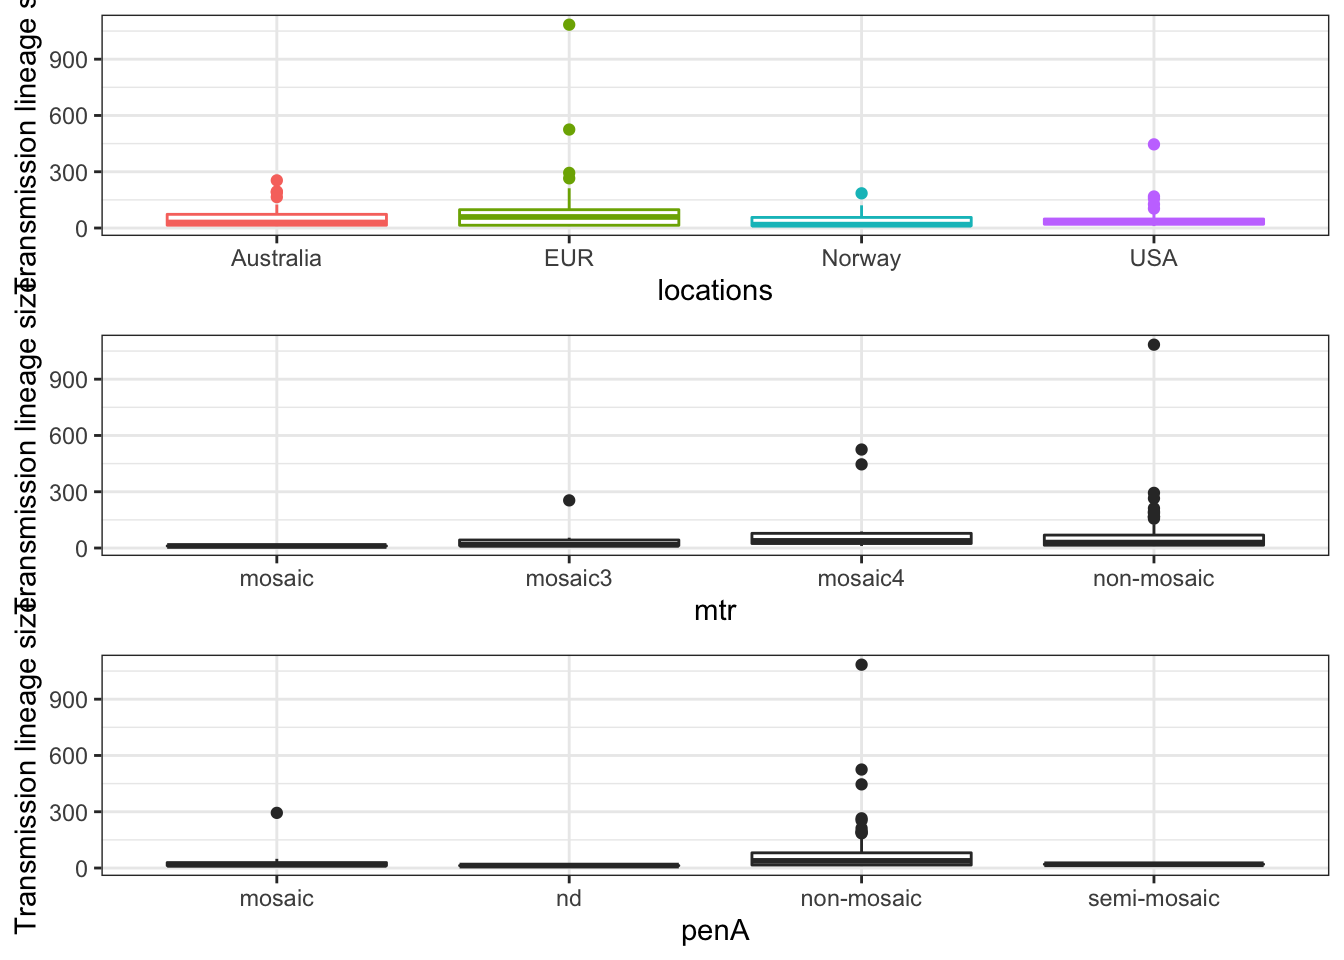 Transmission lineage s
900
600
300
0
Australia EUR Norway USA
locations
Transmission lineage size
900
600
300
0
mosaic mosaic3 mosaic4 non-mosaic
mtr
Transmission lineage size
900
600
300
0
mosaic nd non-mosaic semi-mosaic
penA